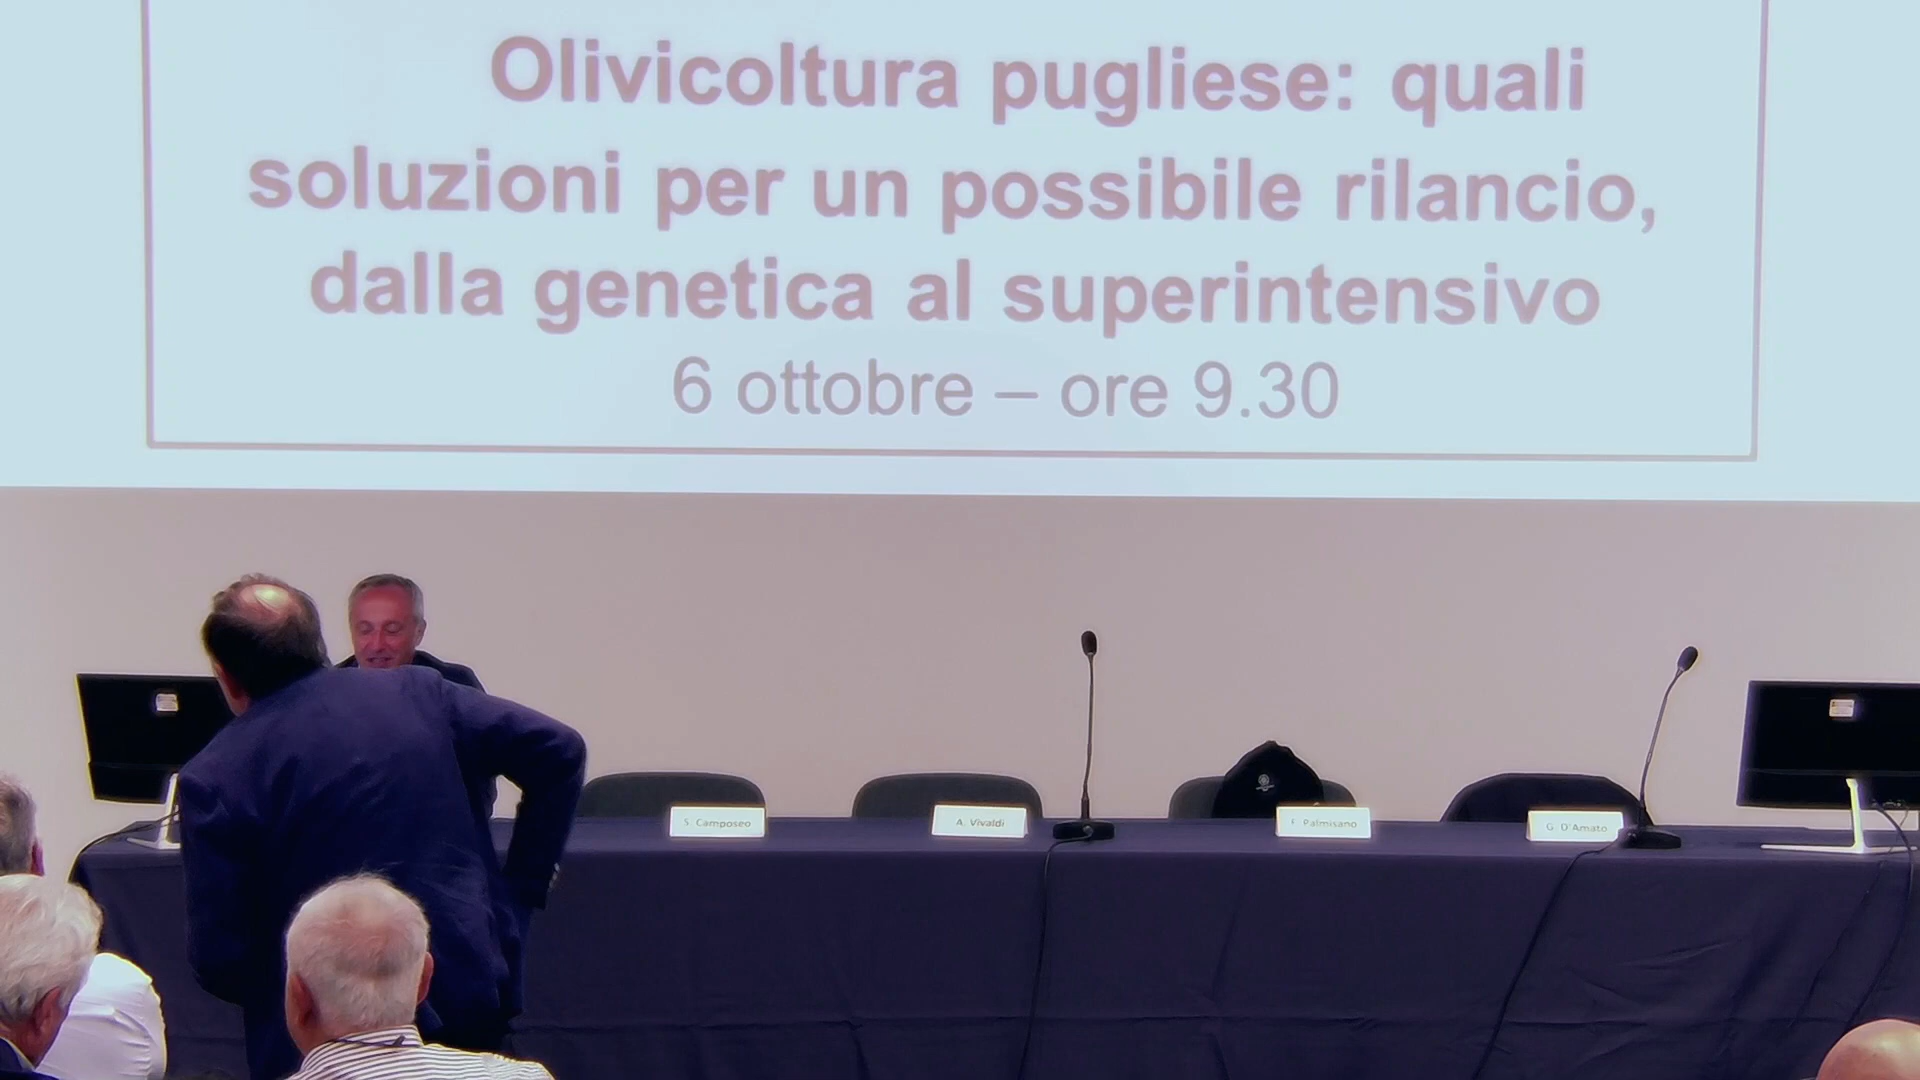 Olivicoltura pugliese: quali
soluzioni per un possibile rilancio,
dalla genetica al superintensivo
6 ottobre – ore 9.30
S. Camposeo
A. Vivaldi
F. Palmisano
G. D'Amato